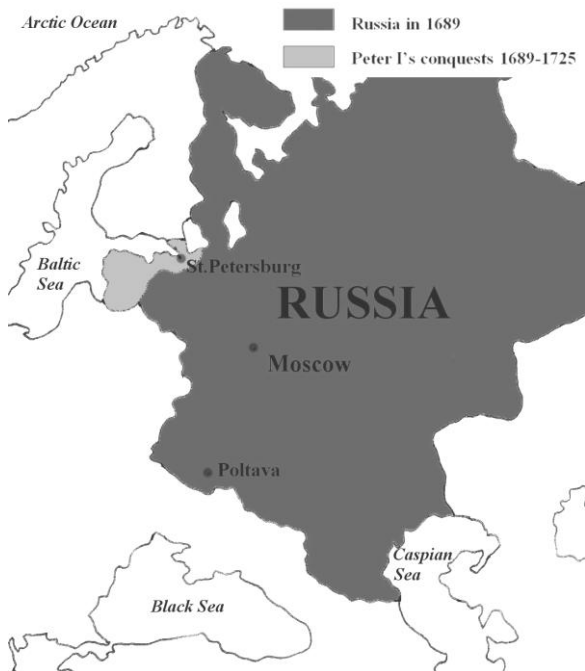 Arctic Ocean
Russia in 1689
Peter I's conquests 1689-1725
Baltic
Sea
St.Petersburg
RUSSIA
Moscow
Poltava
Caspian
Sea
Black Sea